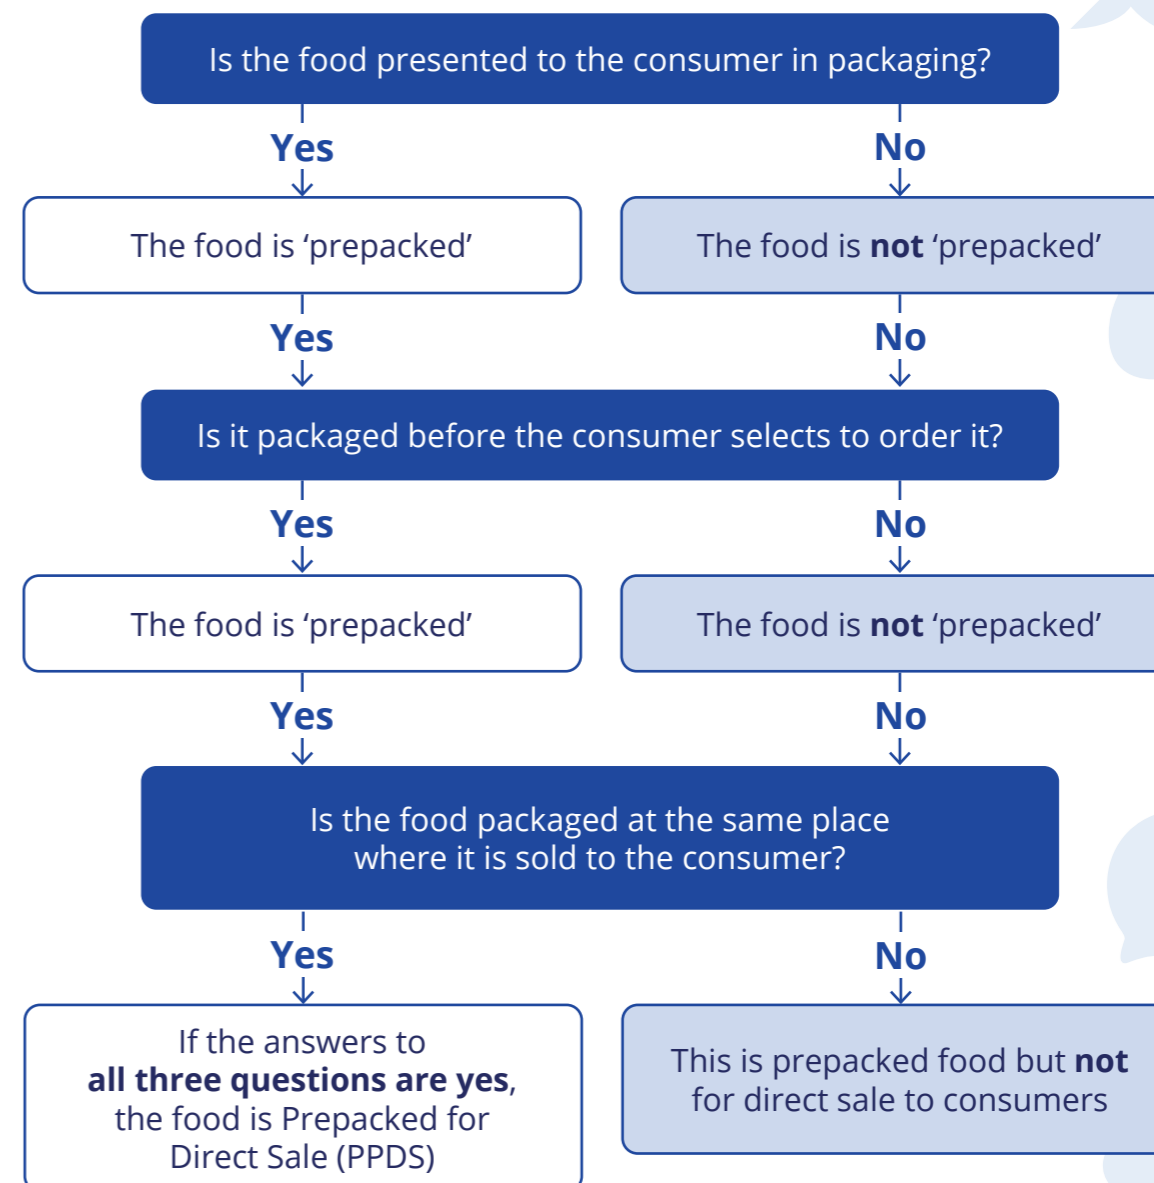 Is the food presented to the consumer in packaging?
Yes
No
The food is ‘prepacked’
The food is not ‘prepacked’
Yes
No
Is it packaged before the consumer selects to order it?
Yes
No
The food is ‘prepacked’
The food is not ‘prepacked’
Yes
No
Is the food packaged at the same place
where it is sold to the consumer?
Yes
No
If the answers to
all three questions are yes,
the food is Prepacked for
Direct Sale (PPDS)
This is prepacked food but not
for direct sale to consumers